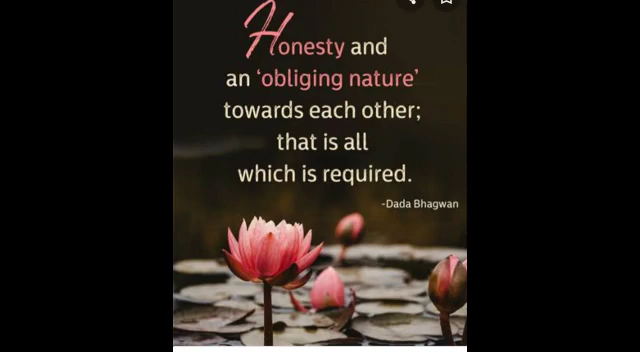 Honesty and
an ‘obliging nature’
towards each other;
that is all
which is required.
-Dada Bhagwan